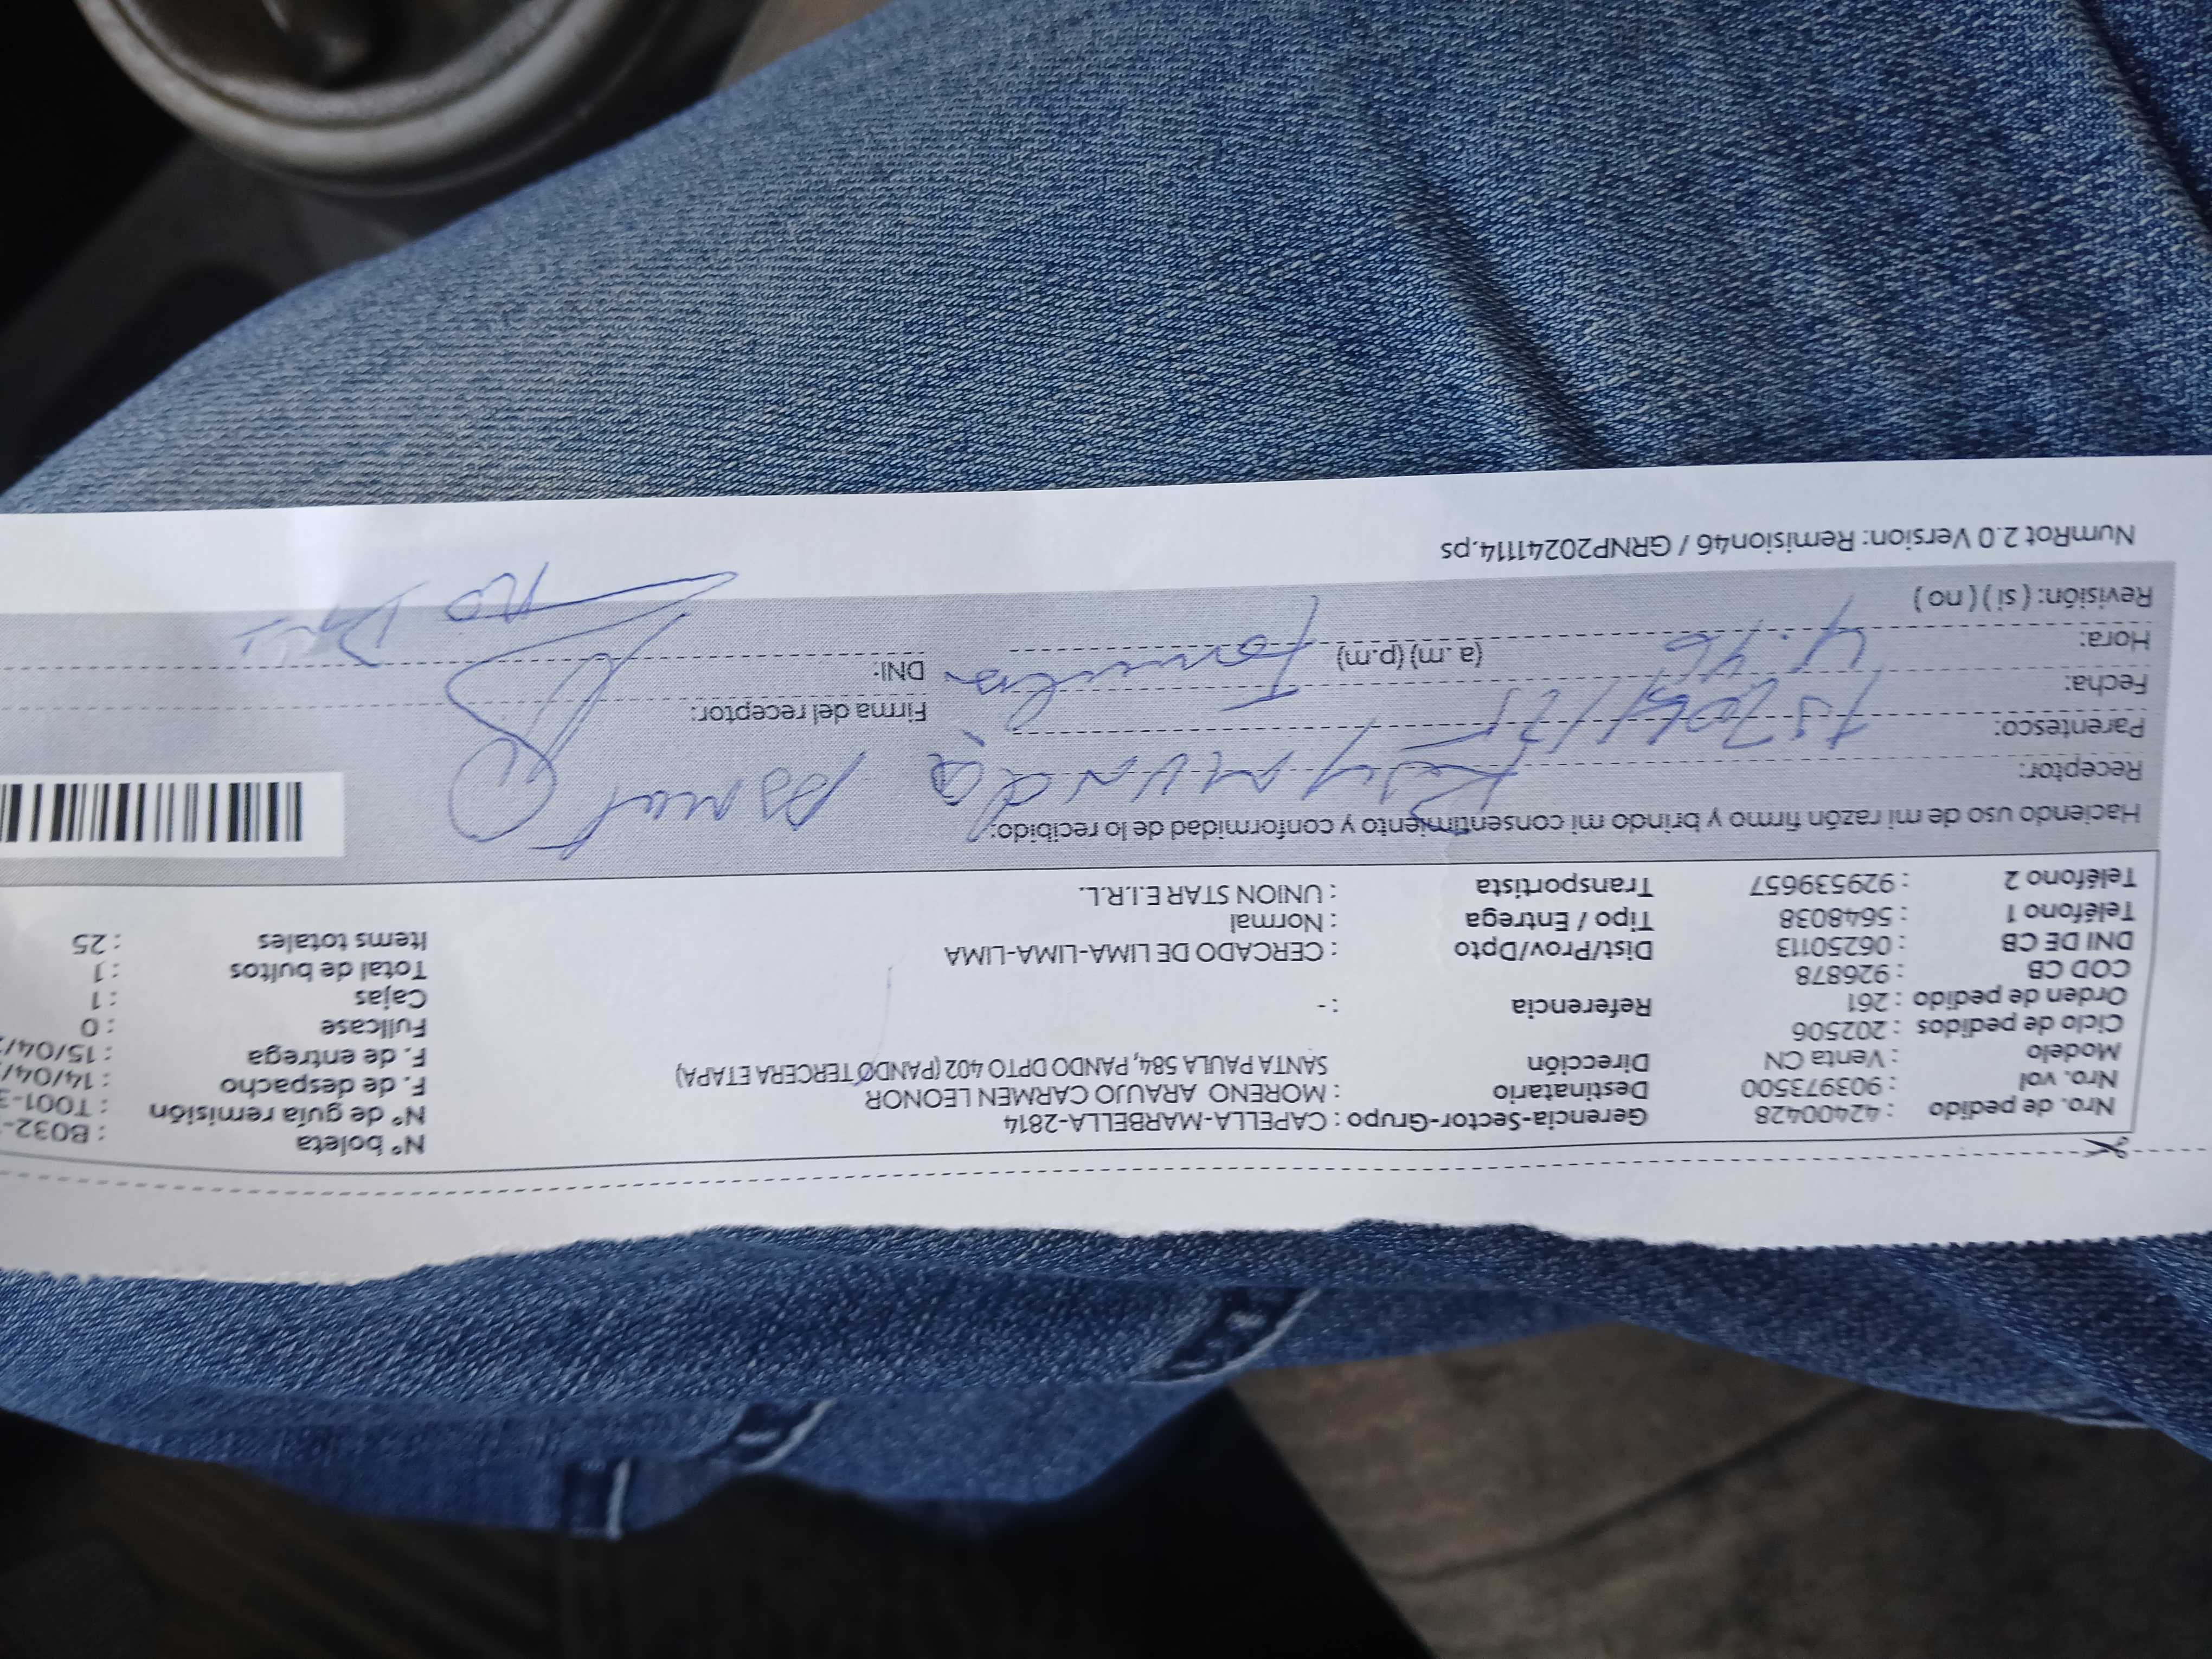 Nro. de pedido : 42400428 Gerencia-Sector-Grupo : CAPELLA-MARBELLA-2814 N° boleta : B032-
Nro. vol : 903973500 Destinatario : MORENO ARAUJO CARMEN LEONOR N° de guía remisión : T001-3
Modelo : Venta CN Dirección SANTA PAULA 584, PANDO DPTO 402 (PANDO TERCERA ETAPA) F. de despacho : 14/04/
Ciclo de pedidos : 202506 F. de entrega : 15/04/
Orden de pedido : 261 Referencia : - Fullcase : 0
COD CB : 926878 Cajas : 1
DNI DE CB : 06250113 Dist/Prov/Dpto : CERCADO DE LIMA-LIMA-LIMA Total de bultos : 1
Teléfono 1 : 5648038 Tipo / Entrega : Normal Items totales : 25
Teléfono 2 : 929539657 Transportista : UNION STAR E.I.R.L.
Haciendo uso de mi razón firmo y brindo mi consentimiento y conformidad de lo recibido:
Receptor:
Parentesco: Firma del receptor:
Fecha: DNI:
Hora: 4:46 (a.m) (p.m)
Revisión: ( si ) ( no )
NumRot 2.0 Version: Remision46 / GRNP20241114.ps